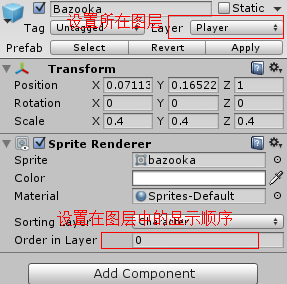 Bazooka Static
设置所在图层
Tag Untagged Layer Player
Prefab Select Revert Apply
Transform
Position X 0.07113 Y 0.16522 Z 1
Rotation X 0 Y 0 Z 0
Scale X 0.4 Y 0.4 Z 0.4
Sprite Renderer
Sprite bazooka
Color
Material Sprites-Default
设置在图层中的显示顺序
Sorting Layer Character
Order in Layer 0
Add Component